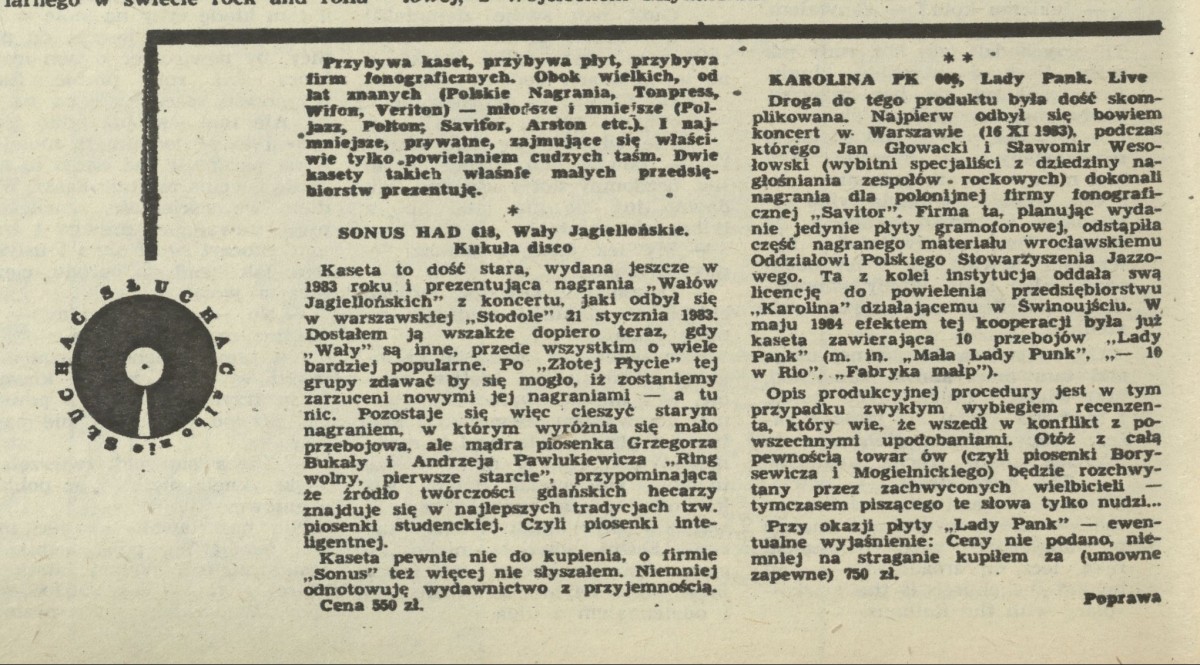 larnego w świecie rock and rolla
SŁUCHAĆ SŁUCHAĆ albo nie
Przybywa kaset, przybywa płyt, przybywa
firm fonograficznych. Obok wielkich, od
lat znanych (Polskie Nagrania, Tonpress,
Wifon, Veriton) — młodsze i mniejsze (Pol-
jazz, Polton, Savitor, Arston etc.). I naj-
mniejsze, prywatne, zajmujące się właści-
wie tylko powielaniem cudzych taśm. Dwie
kasety takich właśnie małych przedsię-
biorstw prezentuję.
*
SONUS HAD 618, Wały Jagiellońskie.
Kukuła disco
Kaseta to dość stara, wydana jeszcze w
1983 roku i prezentująca nagrania „Wałów
Jagiellońskich” z koncertu, jaki odbył się
w warszawskiej „Stodole” 21 stycznia 1983.
Dostałem ją wszakże dopiero teraz, gdy
„Wały” są inne, przede wszystkim o wiele
bardziej popularne. Po „Złotej Płycie” tej
grupy zdawać by się mogło, iż zostaniemy
zarzuceni nowymi jej nagraniami — a tu
nic. Pozostaje się więc cieszyć starym
nagraniem, w którym wyróżnia się mało
przebojowa, ale mądra piosenka Grzegorza
Bukały i Andrzeja Pawlukiewicza „Ring
wolny, pierwsze starcie”, przypominająca
że źródło twórczości gdańskich hecarzy
znajduje się w najlepszych tradycjach tzw.
piosenki studenckiej. Czyli piosenki inte-
ligentnej.
Kaseta pewnie nie do kupienia, o firmie
„Sonus” też więcej nie słyszałem. Niemniej
odnotowuję wydawnictwo z przyjemnością.
Cena 550 zł.
* *
KAROLINA PK 006, Lady Pank. Live
Droga do tego produktu była dość skom-
plikowana. Najpierw odbył się bowiem
koncert w Warszawie (16 XI 1983), podczas
którego Jan Głowacki i Sławomir Weso-
łowski (wybitni specjaliści z dziedziny na-
głośniania zespołów rockowych) dokonali
nagrania dla polonijnej firmy fonografi-
cznej „Savitor”. Firma ta, planując wyda-
nie jedynie płyty gramofonowej, odstąpiła
część nagranego materiału wrocławskiemu
Oddziałowi Polskiego Stowarzyszenia Jazzo-
wego. Ta z kolei instytucja oddała swą
licencję do powielenia przedsiębiorstwu
„Karolina” działającemu w Świnoujściu. W
maju 1984 efektem tej kooperacji była już
kaseta zawierająca 10 przebojów „Lady
Pank” (m. in. „Mała Lady Punk”, „— 10
w Rio”, „Fabryka małp”).
Opis produkcyjnej procedury jest w tym
przypadku zwykłym wybiegiem recenzen-
ta, który wie, że wszedł w konflikt z po-
wszechnymi upodobaniami. Otóż z całą
pewnością towar ów (czyli piosenki Bory-
sewicza i Mogielnickiego) będzie rozchwy-
tany przez zachwyconych wielbicieli —
tymczasem piszącego te słowa tylko nudzi...
Przy okazji płyty „Lady Pank” — ewen-
tualne wyjaśnienie: Ceny nie podano, nie-
mniej na straganie kupiłem za (umowne
zapewne) 750 zł.
Poprawa